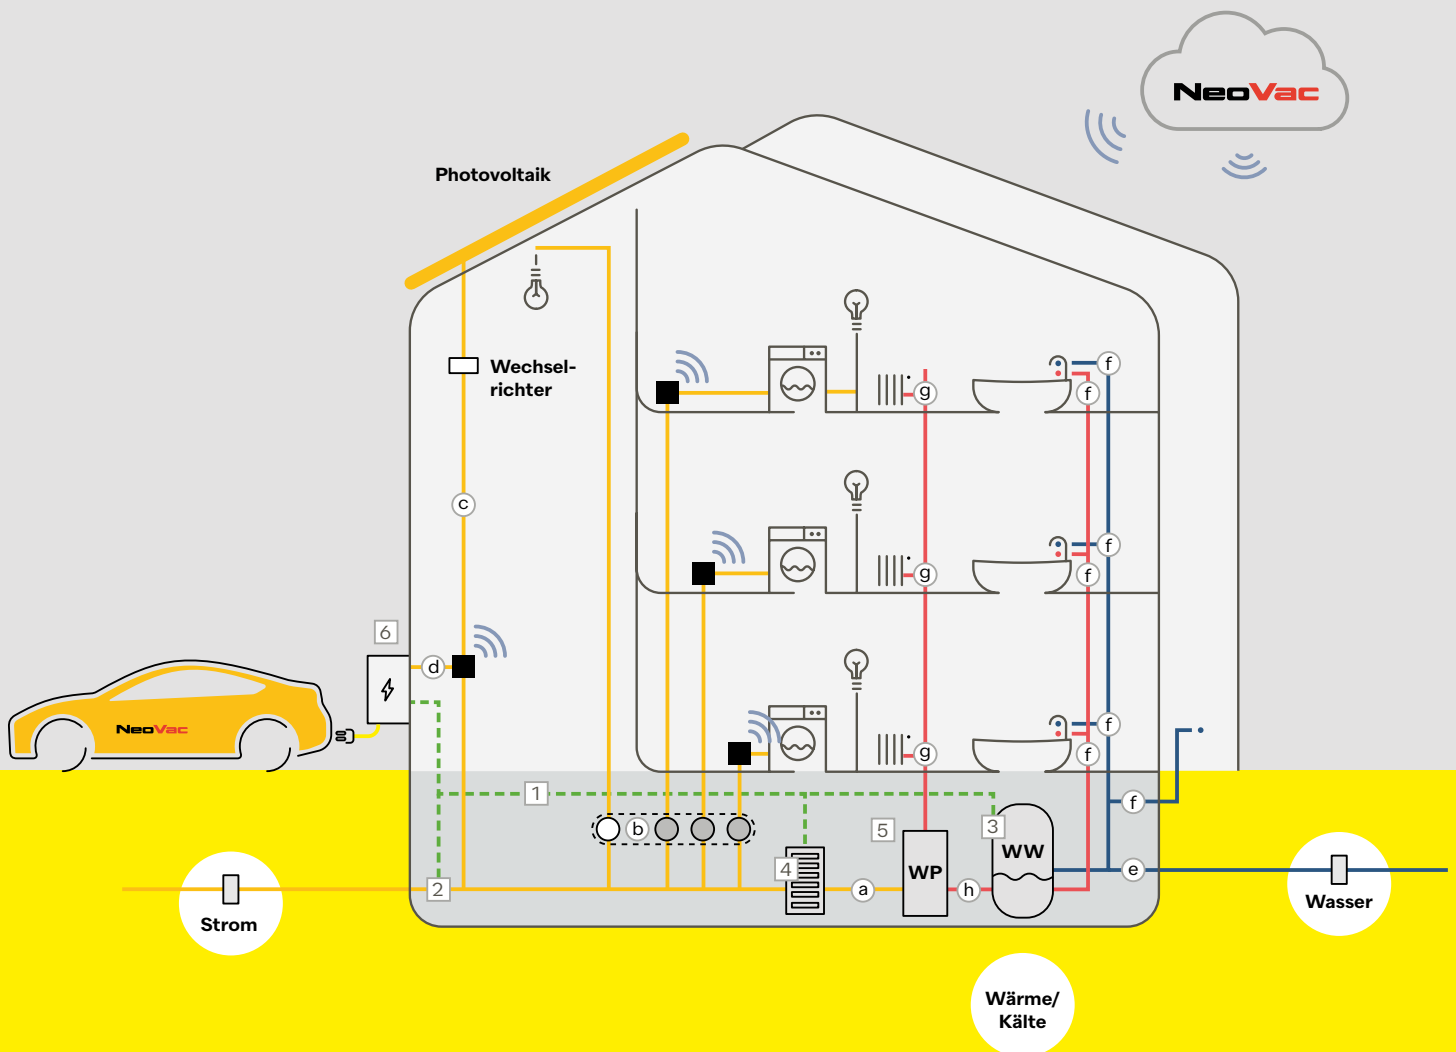 NeoVac
Photovoltaik
Wechsel-
richter
f
g
f
c
f
g
f
6
d
f
NeoVac
g
f
1
f
b
5
3
WW
4
WP
e
2
a
h
Strom
Wasser
Wärme/
Kälte